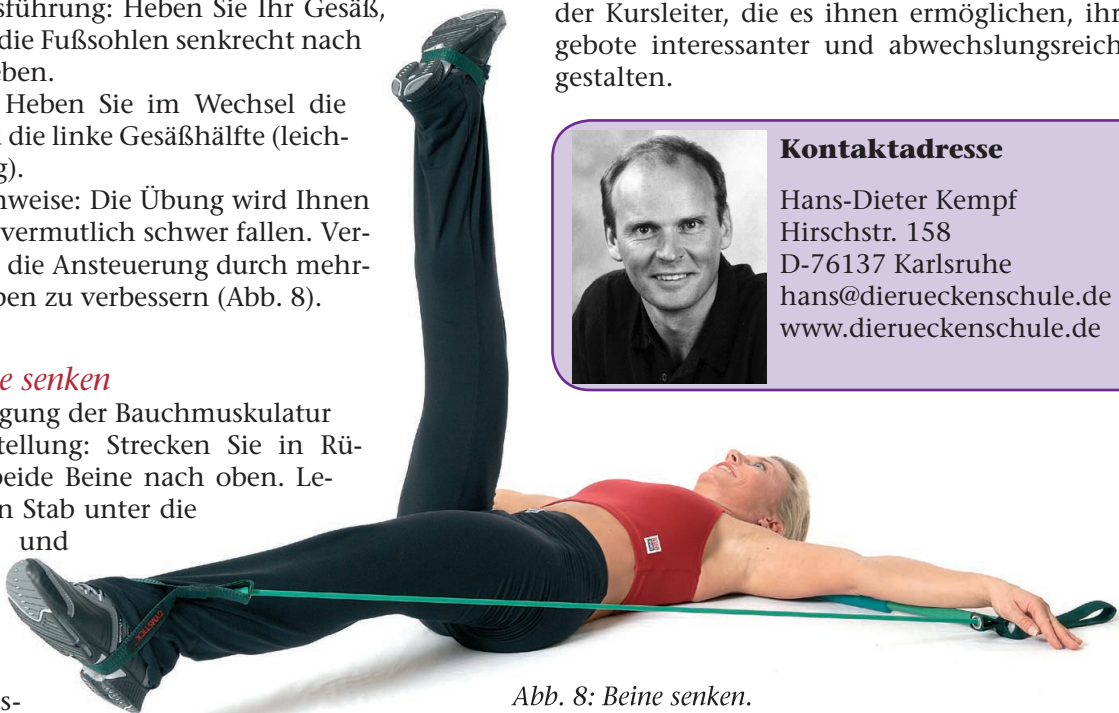 sführung: Heben Sie Ihr Gesäß,
die Fußsohlen senkrecht nach
eben.
Heben Sie im Wechsel die
die linke Gesäßhälfte (leich-
g).
nweise: Die Übung wird Ihnen
vermutlich schwer fallen. Ver-
die Ansteuerung durch mehr-
ben zu verbessern (Abb. 8).
e senken
gung der Bauchmuskulatur
tellung: Strecken Sie in Rü-
beide Beine nach oben. Le-
n Stab unter die
und
s-
der Kursleiter, die es ihnen ermöglichen, ihr
gebote interessanter und abwechslungsreich
gestalten.
Kontaktadresse
Hans-Dieter Kempf
Hirschstr. 158
D-76137 Karlsruhe
hans@dierueckenschule.de
www.dierueckenschule.de
GYMSTICK
Abb. 8: Beine senken.